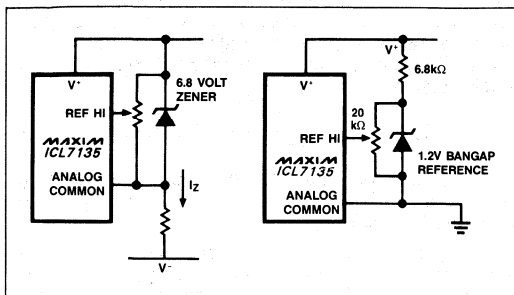 V+
6.8 VOLT
ZENER
REF HI
MAXIM
ICL7135
ANALOG
COMMON
IZ
V-
V+
V+
6.8kΩ
20
kΩ
REF HI
MAXIM
ICL7135
1.2V BANGAP
REFERENCE
ANALOG
COMMON